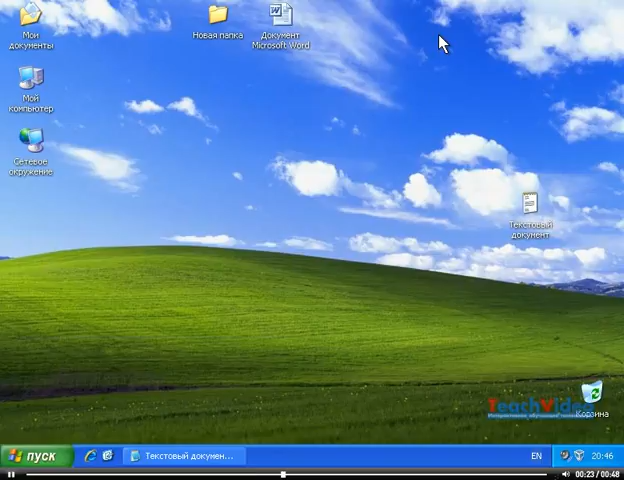 Мои
документы
Новая папка
Документ
Microsoft Word
Мой
компьютер
Сетевое
окружение
Текстовый
документ
TeachVideo
Корзина
пуск
Текстовый докумен...
EN
20:46
00:23 / 00:48